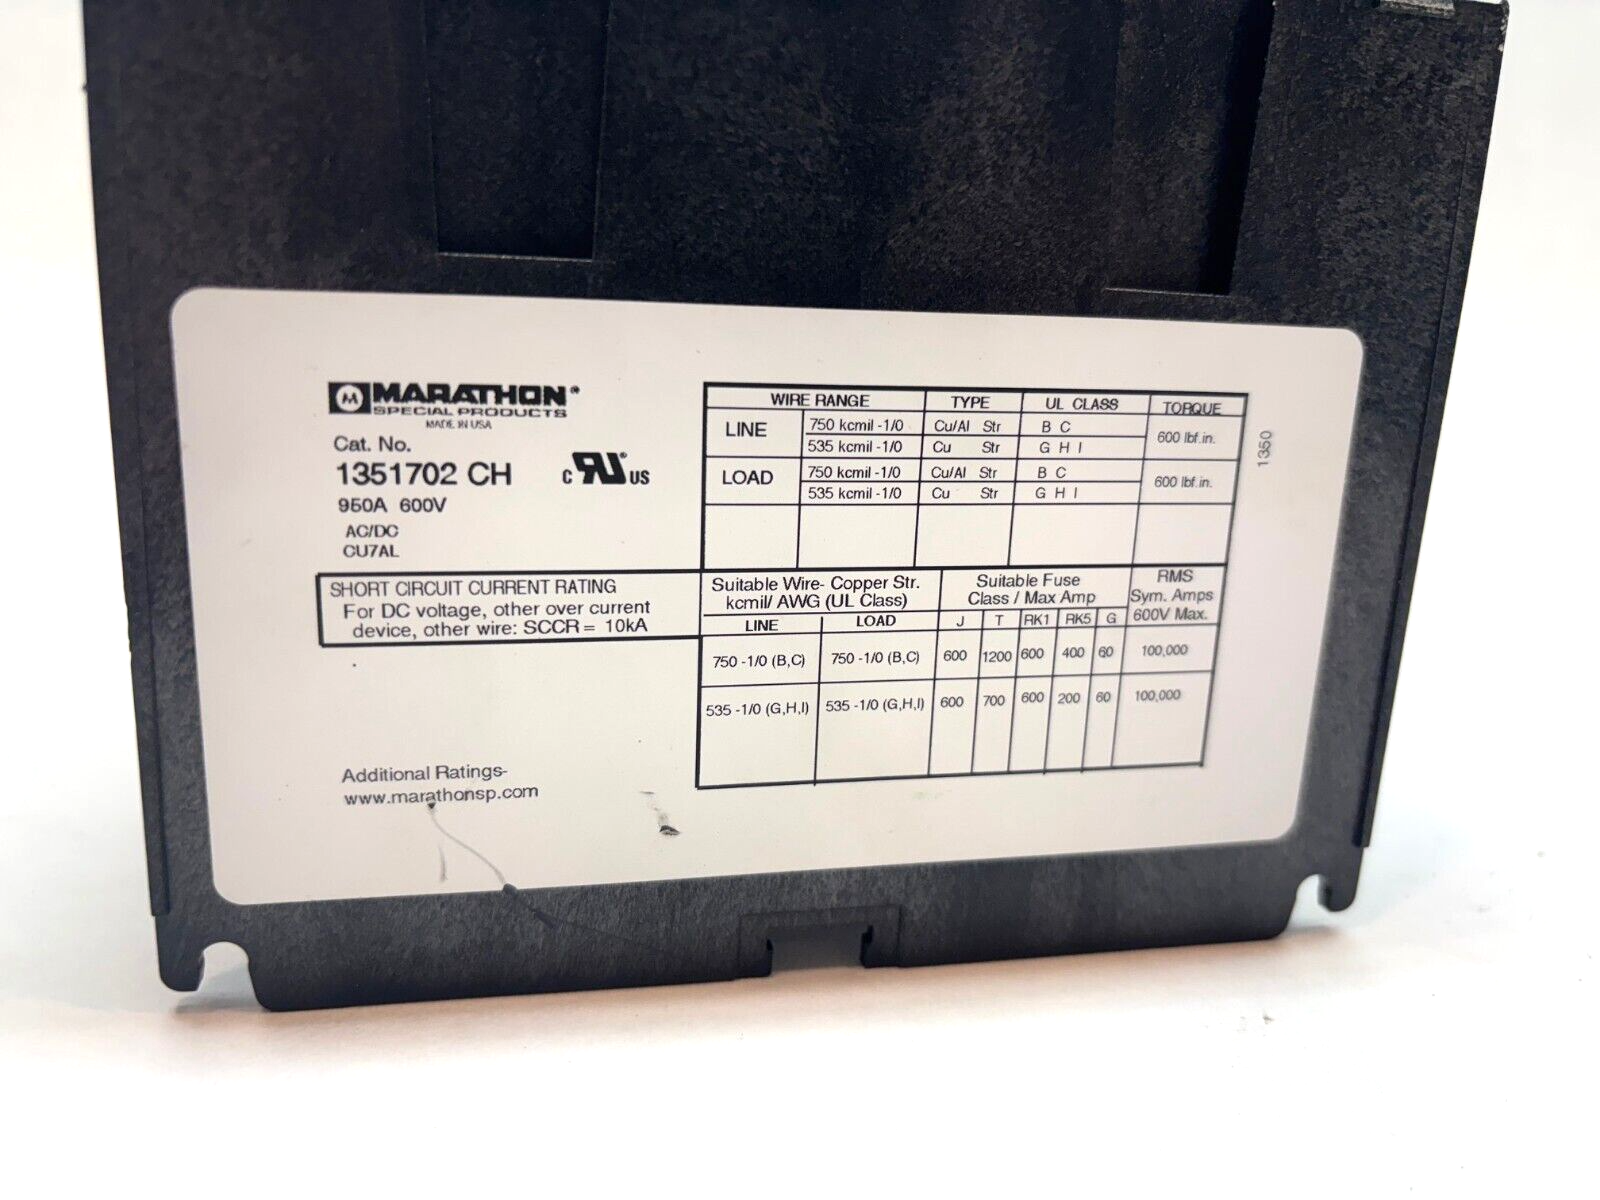 MARATHON®
SPECIAL PRODUCTS
MADE IN USA
Cat. No.
1351702 CH
c RU® US
950A 600V
AC/DC
CU7AL
SHORT CIRCUIT CURRENT RATING
For DC voltage, other over current
device, other wire: SCCR = 10kA
Additional Ratings-
www.marathonsp.com
WIRE RANGE TYPE UL CLASS TORQUE
LINE 750 kcmil -1/0 Cu/Al Str B C 600 lbf.in.
535 kcmil -1/0 Cu Str G H I
LOAD 750 kcmil -1/0 Cu/Al Str B C 600 lbf.in.
535 kcmil -1/0 Cu Str G H I
Suitable Wire- Copper Str.
kcmil/ AWG (UL Class)
Suitable Fuse
Class / Max Amp
RMS
Sym. Amps
600V Max.
LINE LOAD J T RK1 RK5 G
750 -1/0 (B,C) 750 -1/0 (B,C) 600 1200 600 400 60 100,000
535 -1/0 (G,H,I) 535 -1/0 (G,H,I) 600 700 600 200 60 100,000
1350